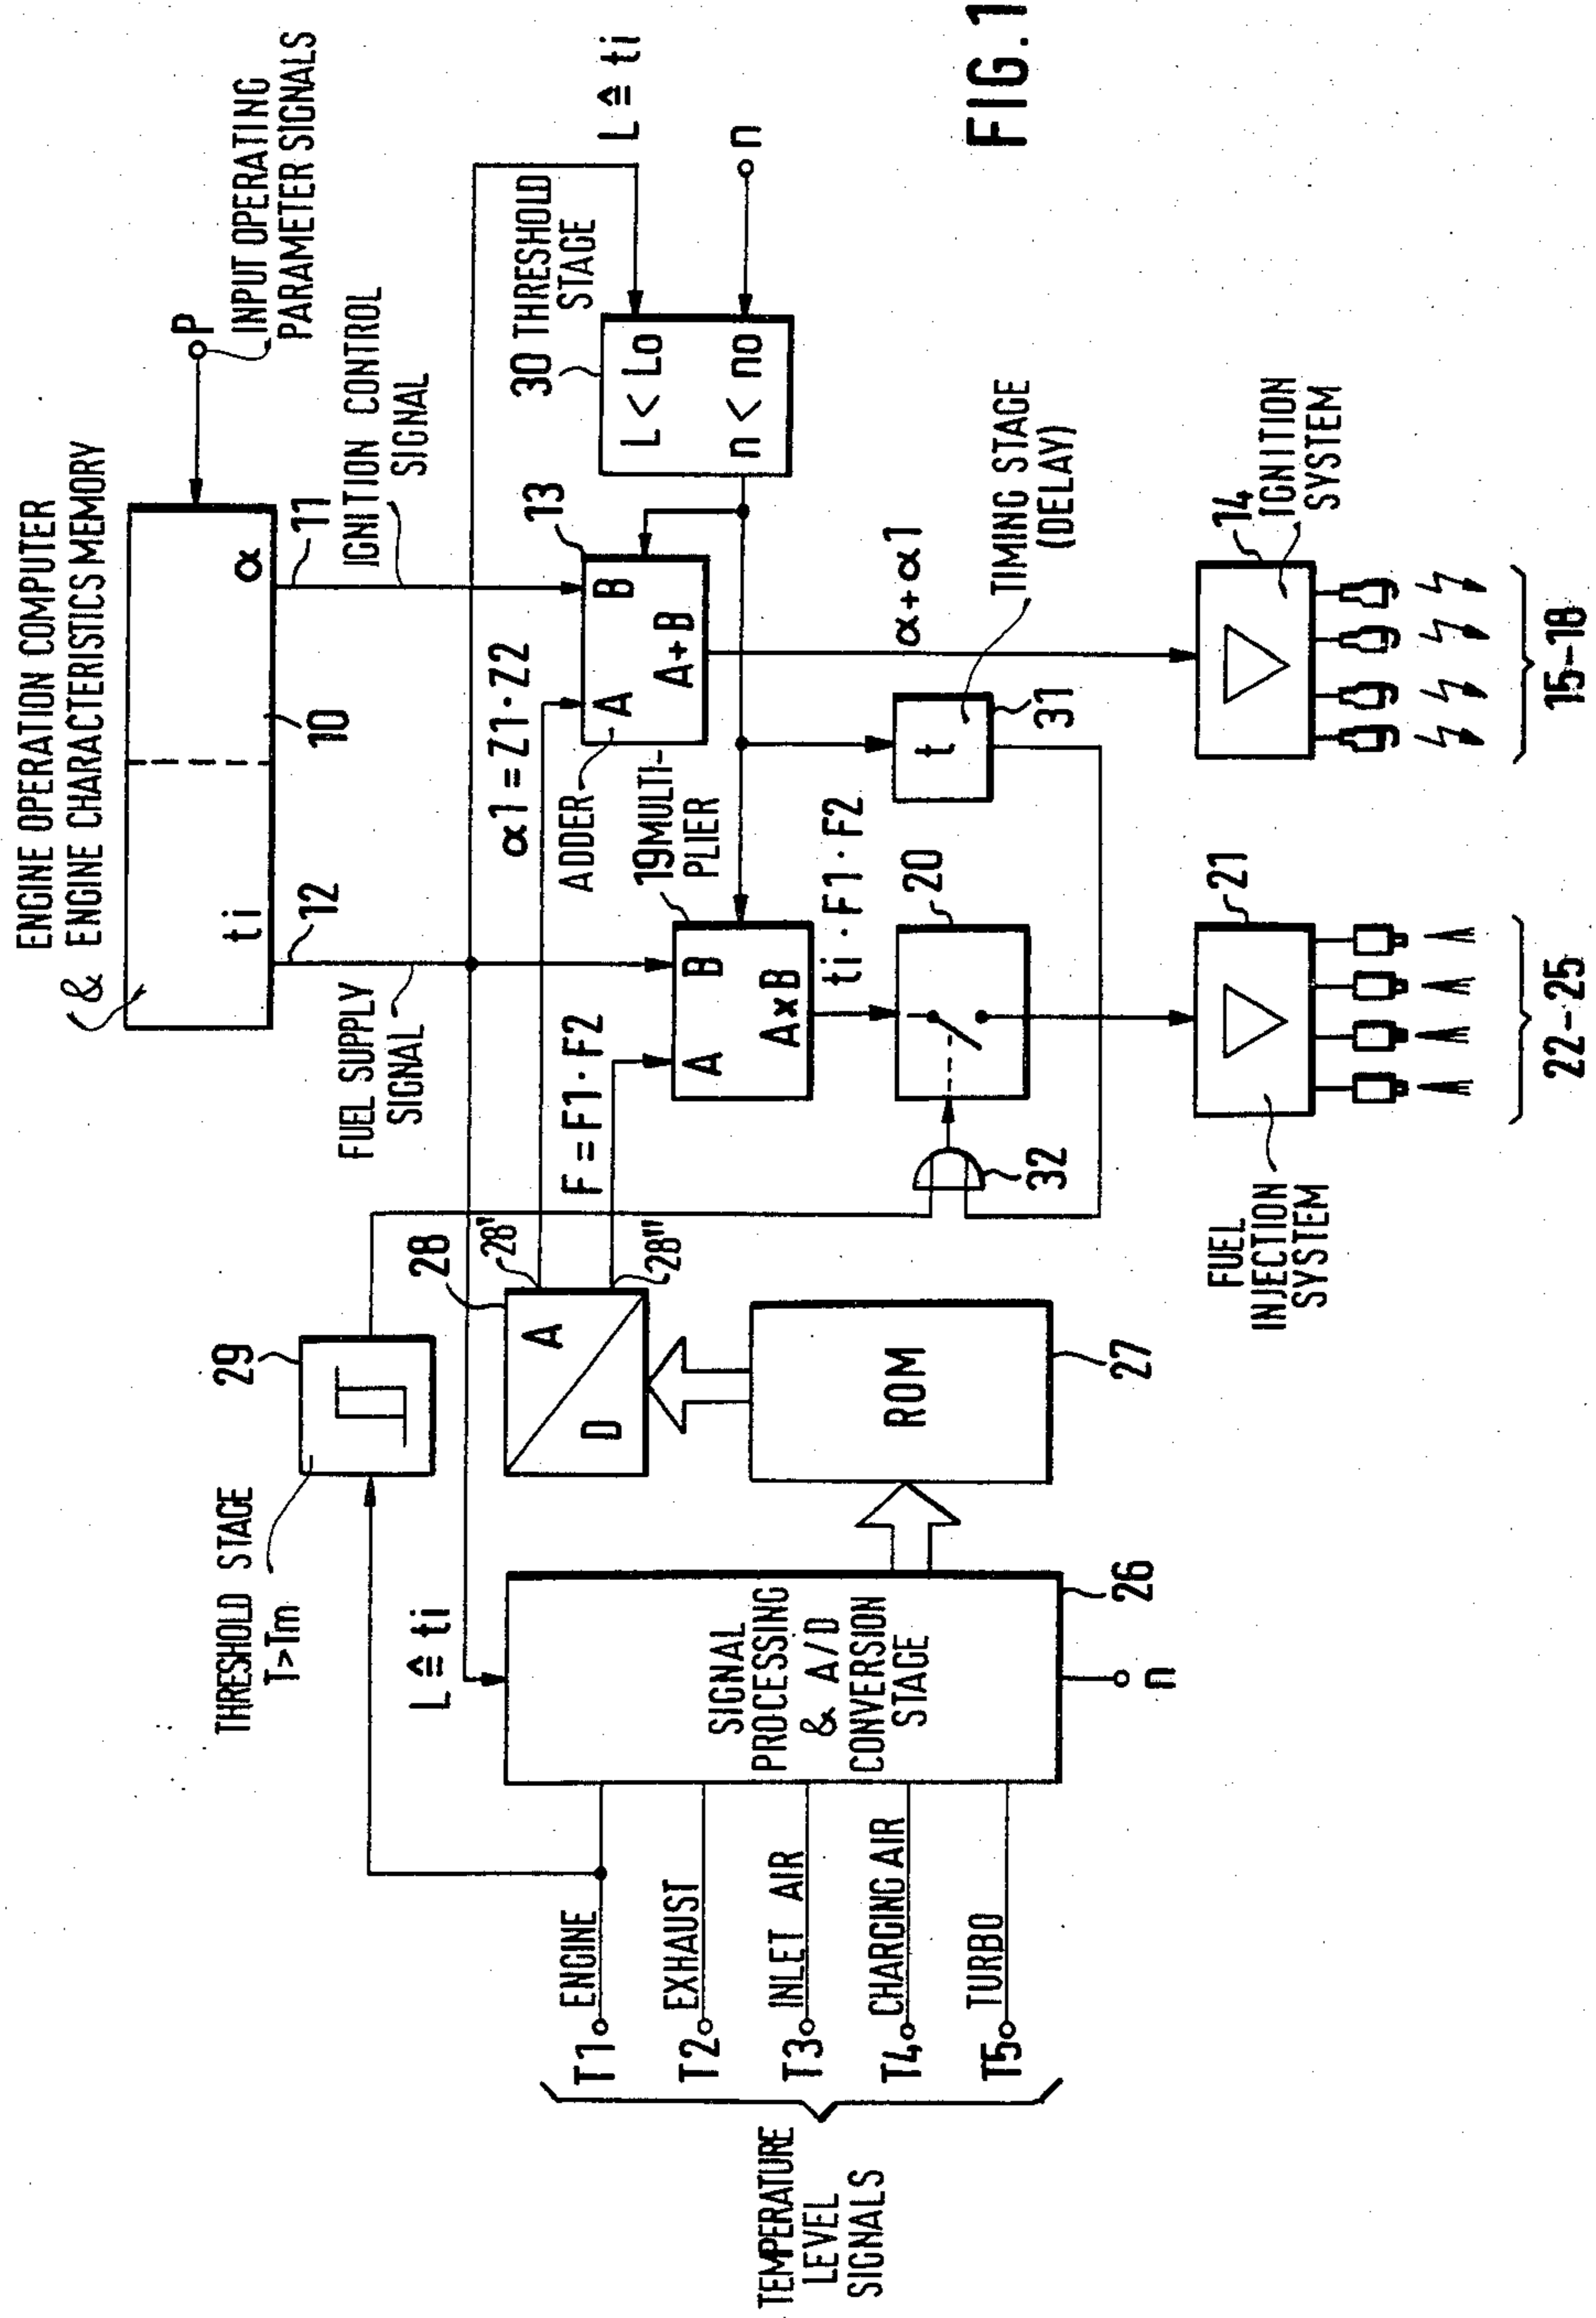 ENGINE OPERATION COMPUTER
& ENGINE CHARACTERISTICS MEMORY
P
INPUT OPERATING
PARAMETER SIGNALS
ti
α
10
12
11
FUEL SUPPLY
SIGNAL
IGNITION CONTROL
SIGNAL
L ≙ ti
n
30 THRESHOLD
STAGE
L < Lo
n < no
13
α1 = Z1 · Z2
B
A
A+B
ADDER
19 MULTI-
PLIER
F = F1 · F2
B
A
A×B
ti · F1 · F2
α + α1
TIMING STAGE
(DELAY)
t
31
20
32
THRESHOLD STAGE
T>Tm
29
L ≙ ti
28
28'
28"
A
D
ROM
27
SIGNAL
PROCESSING
& A/D
CONVERSION
STAGE
26
n
T1
ENGINE
T2
EXHAUST
T3
INLET AIR
T4
CHARGING AIR
T5
TURBO
TEMPERATURE
LEVEL
SIGNALS
21
FUEL
INJECTION
SYSTEM
22-25
14
IGNITION
SYSTEM
15-18
FIG. 1